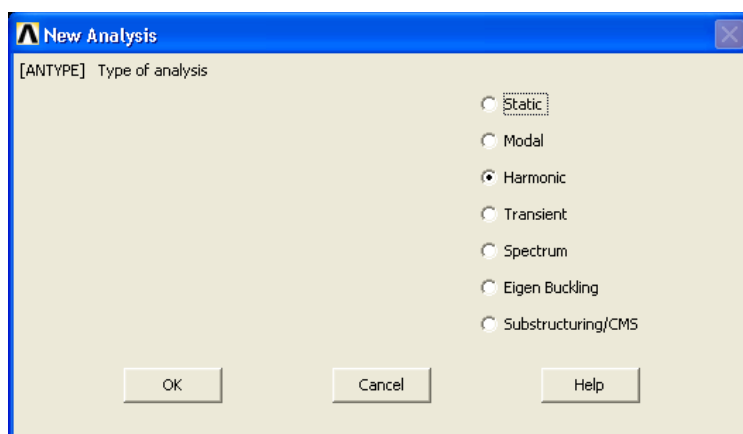 New Analysis
[ANTYPE] Type of analysis
Static
Modal
Harmonic
Transient
Spectrum
Eigen Buckling
Substructuring/CMS
OK Cancel Help